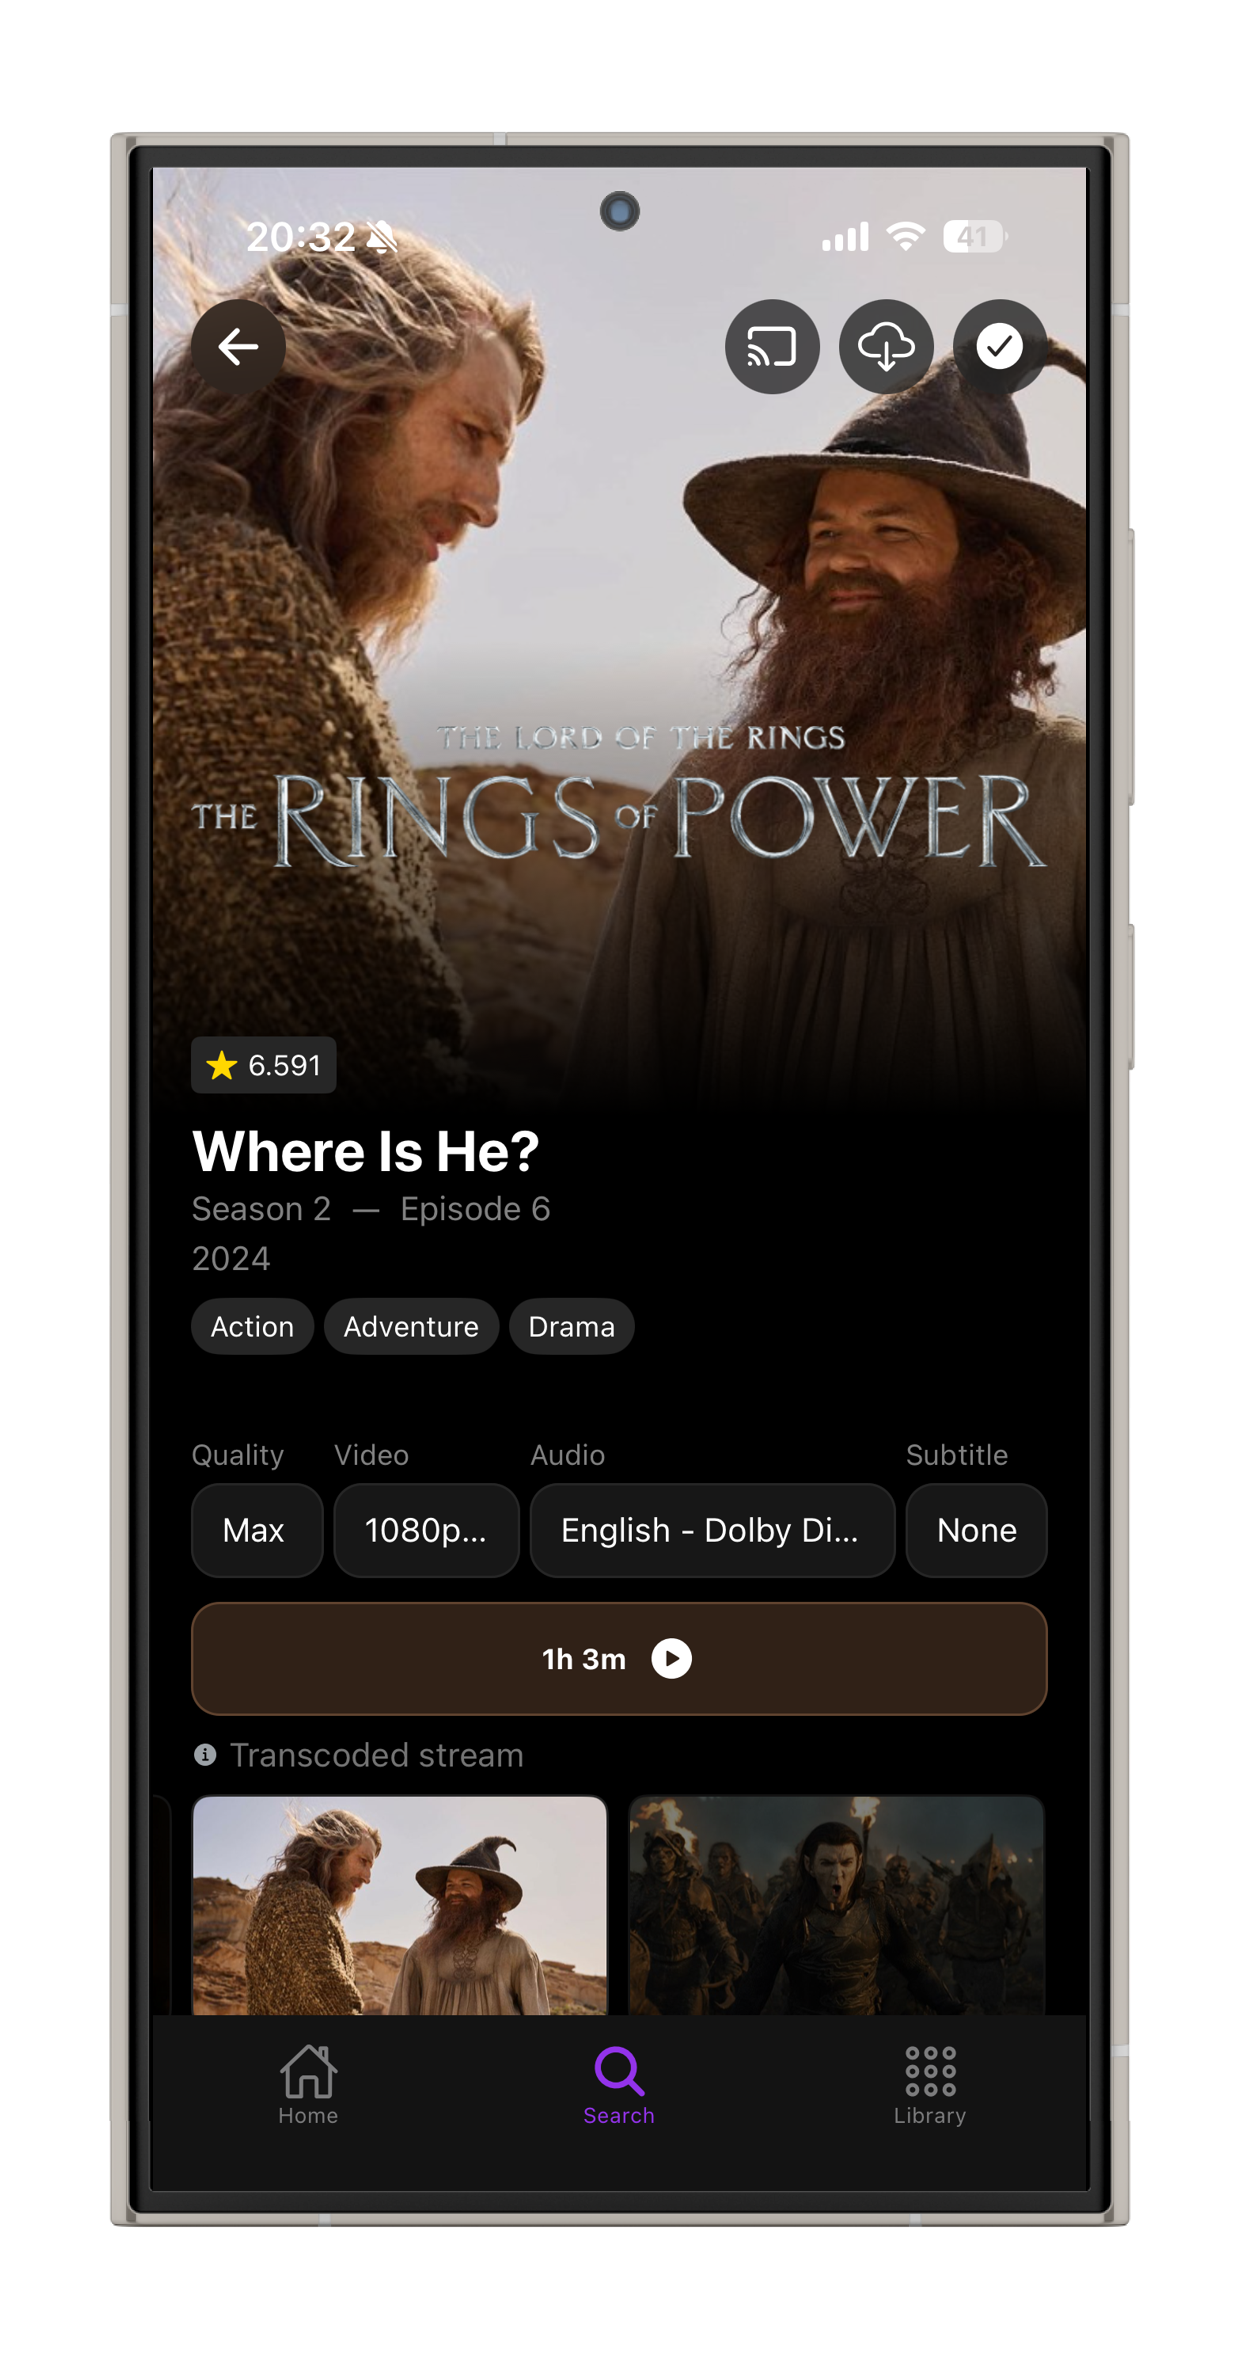 20:32
41
THE LORD OF THE RINGS
THE RINGS OF POWER
6.591
Where Is He?
Season 2 — Episode 6
2024
Action Adventure Drama
Quality Video Audio Subtitle
Max 1080p... English - Dolby Di... None
1h 3m
Transcoded stream
Home Search Library